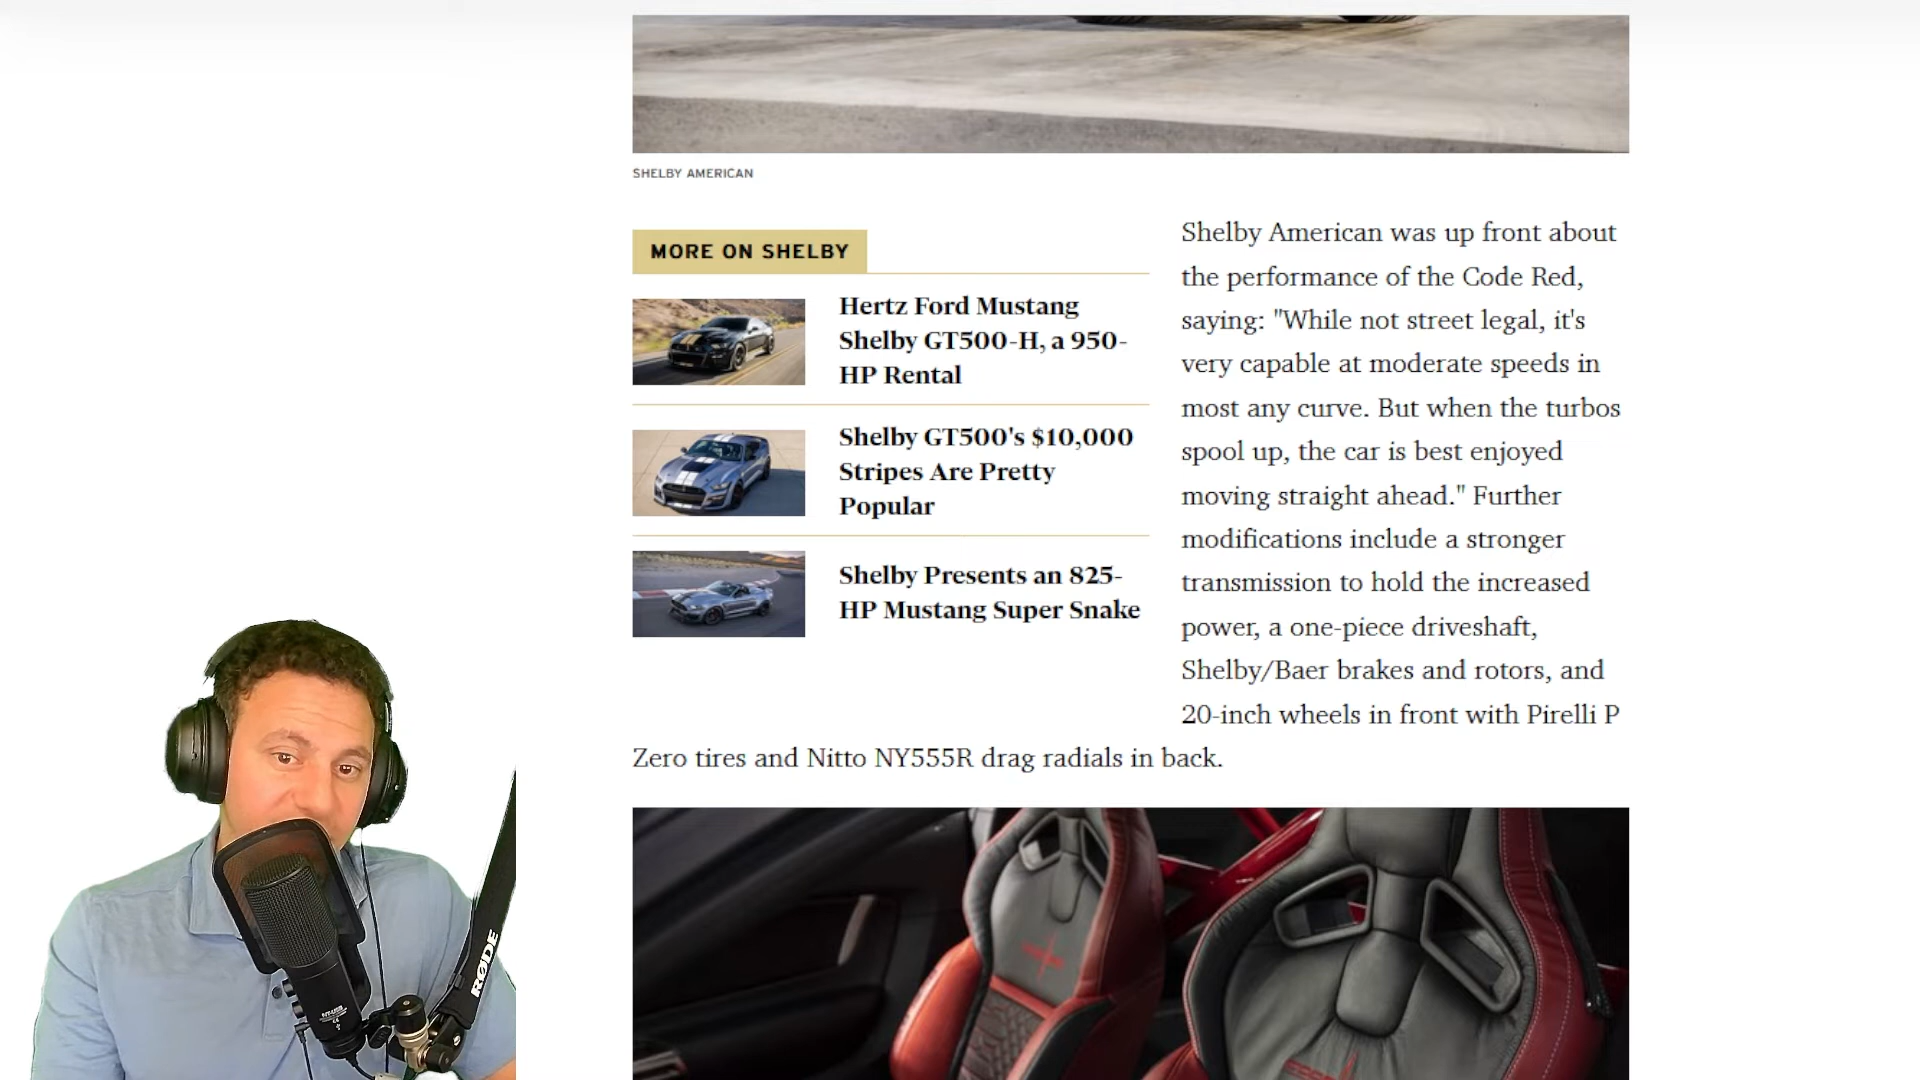 SHELBY AMERICAN
MORE ON SHELBY
Hertz Ford Mustang
Shelby GT500-H, a 950-
HP Rental
Shelby GT500's $10,000
Stripes Are Pretty
Popular
Shelby Presents an 825-
HP Mustang Super Snake
Shelby American was up front about
the performance of the Code Red,
saying: "While not street legal, it's
very capable at moderate speeds in
most any curve. But when the turbos
spool up, the car is best enjoyed
moving straight ahead." Further
modifications include a stronger
transmission to hold the increased
power, a one-piece driveshaft,
Shelby/Baer brakes and rotors, and
20-inch wheels in front with Pirelli P
Zero tires and Nitto NY555R drag radials in back.
RØDE